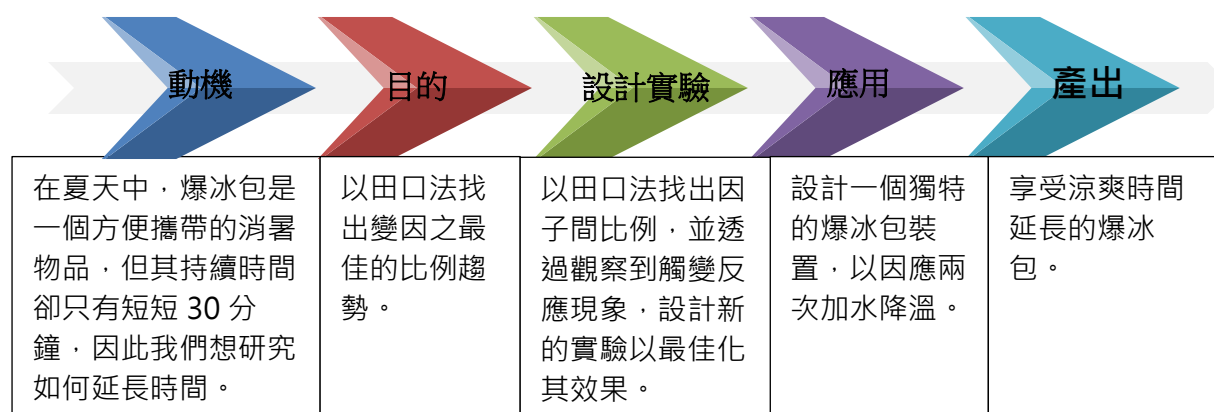 動機
目的
設計實驗
應用
產出
在夏天中，爆冰包是
一個方便攜帶的消暑
物品，但其持續時間
卻只有短短 30 分
鐘，因此我們想研究
如何延長時間。
以田口法找
出變因之最
佳的比例趨
勢。
以田口法找出因
子間比例，並透
過觀察到觸變反
應現象，設計新
的實驗以最佳化
其效果。
設計一個獨特
的爆冰包裝
置，以因應兩
次加水降溫。
享受涼爽時間
延長的爆冰
包。